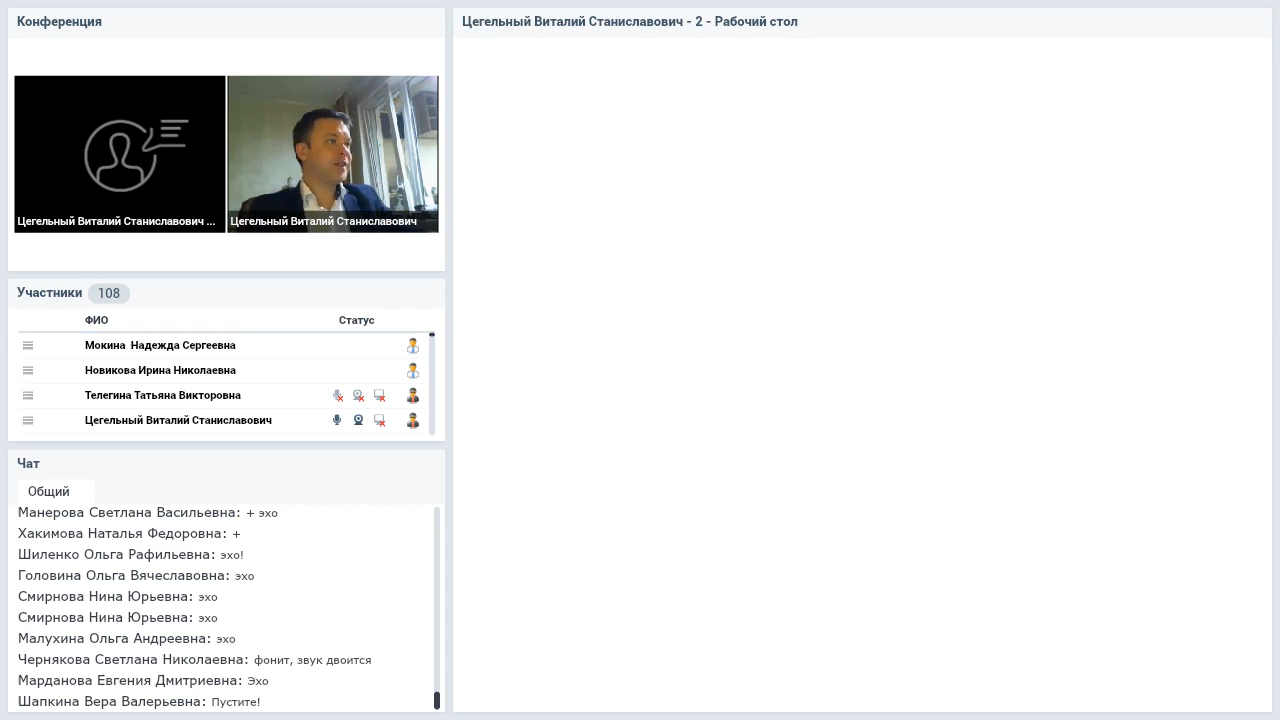 Конференция
Цегельный Виталий Станиславович ...
Цегельный Виталий Станиславович
Участники 108
ФИО Статус
Мокина Надежда Сергеевна
Новикова Ирина Николаевна
Телегина Татьяна Викторовна
Цегельный Виталий Станиславович
Чат
Общий
Манерова Светлана Васильевна: + эхо
Хакимова Наталья Федоровна: +
Шиленко Ольга Рафильевна: эхо!
Головина Ольга Вячеславовна: эхо
Смирнова Нина Юрьевна: эхо
Смирнова Нина Юрьевна: эхо
Малухина Ольга Андреевна: эхо
Чернякова Светлана Николаевна: фонит, звук двоится
Марданова Евгения Дмитриевна: Эхо
Шапкина Вера Валерьевна: Пустите!
Цегельный Виталий Станиславович - 2 - Рабочий стол